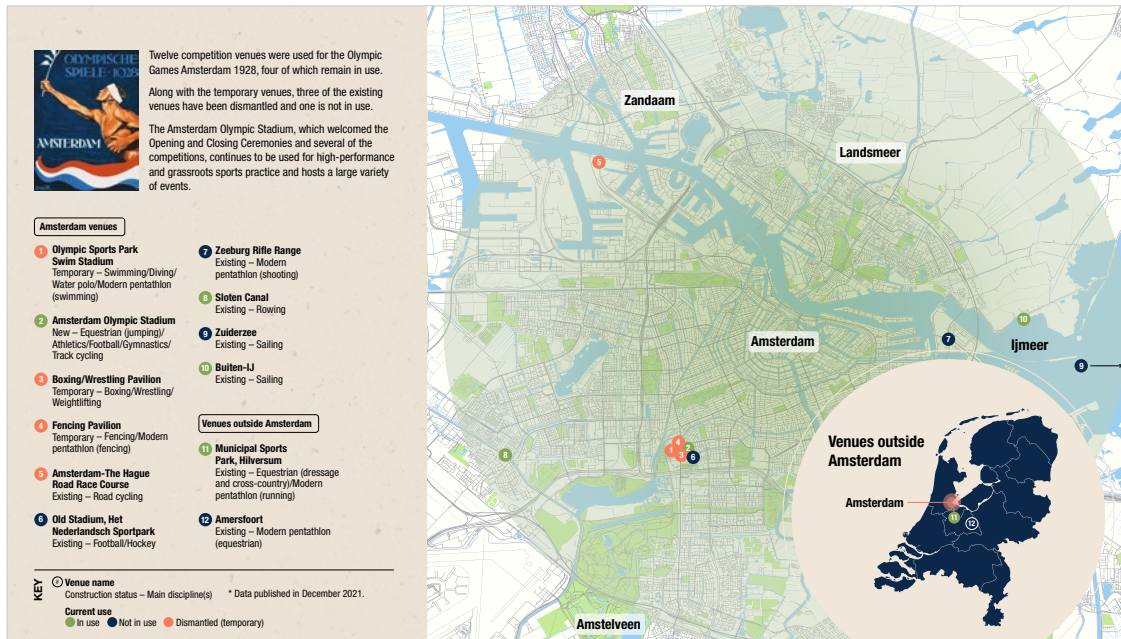 OLYMPISCHE
SPIELE · 1928
AMSTERDAM
Twelve competition venues were used for the Olympic
Games Amsterdam 1928, four of which remain in use.
Along with the temporary venues, three of the existing
venues have been dismantled and one is not in use.
The Amsterdam Olympic Stadium, which welcomed the
Opening and Closing Ceremonies and several of the
competitions, continues to be used for high-performance
and grassroots sports practice and hosts a large variety
of events.
Amsterdam venues
1 Olympic Sports Park
Swim Stadium
Temporary – Swimming/Diving/
Water polo/Modern pentathlon
(swimming)
2 Amsterdam Olympic Stadium
New – Equestrian (jumping)/
Athletics/Football/Gymnastics/
Track cycling
3 Boxing/Wrestling Pavilion
Temporary – Boxing/Wrestling/
Weightlifting
4 Fencing Pavilion
Temporary – Fencing/Modern
pentathlon (fencing)
5 Amsterdam-The Hague
Road Race Course
Existing – Road cycling
6 Old Stadium, Het
Nederlandsch Sportpark
Existing – Football/Hockey
7 Zeeburg Rifle Range
Existing – Modern
pentathlon (shooting)
8 Sloten Canal
Existing – Rowing
9 Zuiderzee
Existing – Sailing
10 Buiten-IJ
Existing – Sailing
Venues outside Amsterdam
11 Municipal Sports
Park, Hilversum
Existing – Equestrian (dressage
and cross-country)/Modern
pentathlon (running)
12 Amersfoort
Existing – Modern pentathlon
(equestrian)
KEY
# Venue name
Construction status – Main discipline(s) * Data published in December 2021.
Current use
In use Not in use Dismantled (temporary)
Zandaam
Landsmeer
5
Amsterdam
7
10
Ijmeer
9
8
4
1 2
3 6
Amstelveen
Venues outside
Amsterdam
Amsterdam
11
12